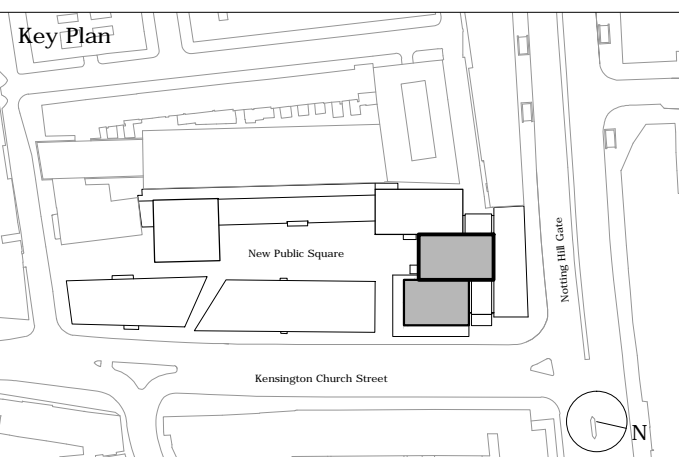 Key Plan
Notting Hill Gate
New Public Square
Kensington Church Street
N